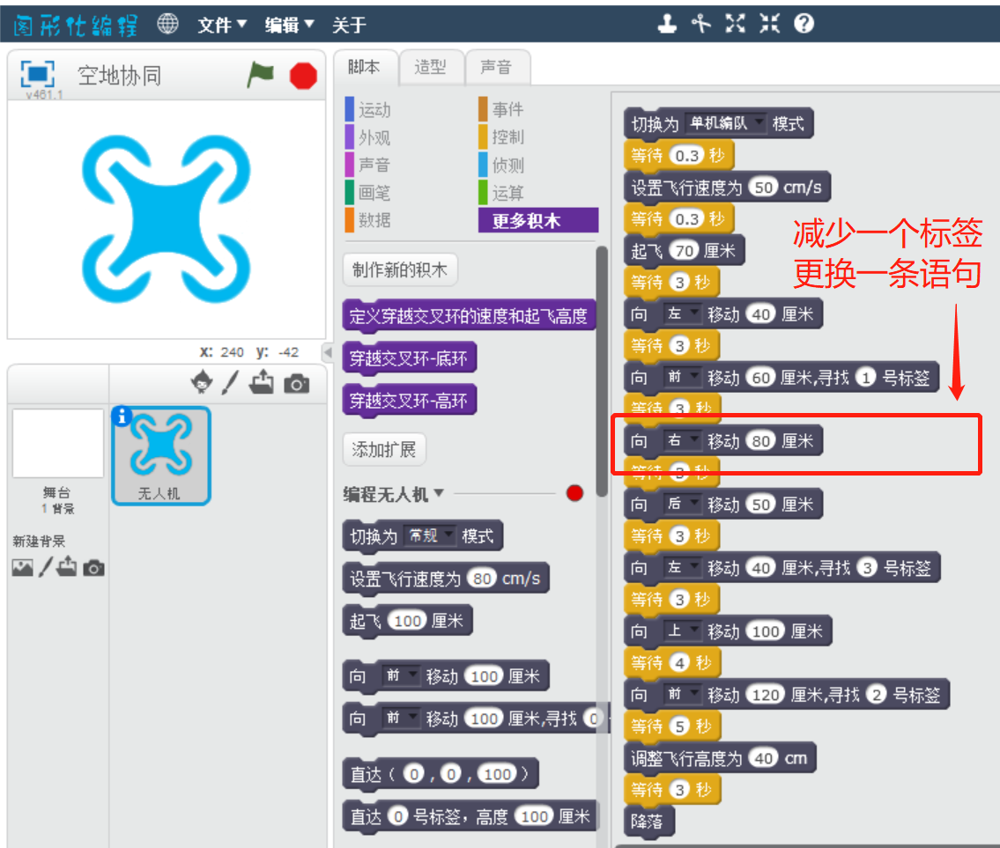 图形化编程
文件▼
编辑▼
关于
空地协同
v461.1
x: 240 y: -42
舞台
1 背景
新建背景
无人机
脚本
造型
声音
运动
外观
声音
画笔
数据
事件
控制
侦测
运算
更多积木
制作新的积木
定义穿越交叉环的速度和起飞高度
穿越交叉环-底环
穿越交叉环-高环
添加扩展
编程无人机▼
切换为 常规 模式
设置飞行速度为 80 cm/s
起飞 100 厘米
向 前 移动 100 厘米
向 前 移动 100 厘米,寻找 0
直达 ( 0 , 0 , 100 )
直达 0 号标签，高度 100 厘米
切换为 单机编队 模式
等待 0.3 秒
设置飞行速度为 50 cm/s
等待 0.3 秒
起飞 70 厘米
等待 3 秒
向 左 移动 40 厘米
等待 3 秒
向 前 移动 60 厘米,寻找 1 号标签
等待 3 秒
向 右 移动 80 厘米
等待 3 秒
向 后 移动 50 厘米
等待 3 秒
向 左 移动 40 厘米,寻找 3 号标签
等待 3 秒
向 上 移动 100 厘米
等待 4 秒
向 前 移动 120 厘米,寻找 2 号标签
等待 5 秒
调整飞行高度为 40 cm
等待 3 秒
降落
减少一个标签
更换一条语句